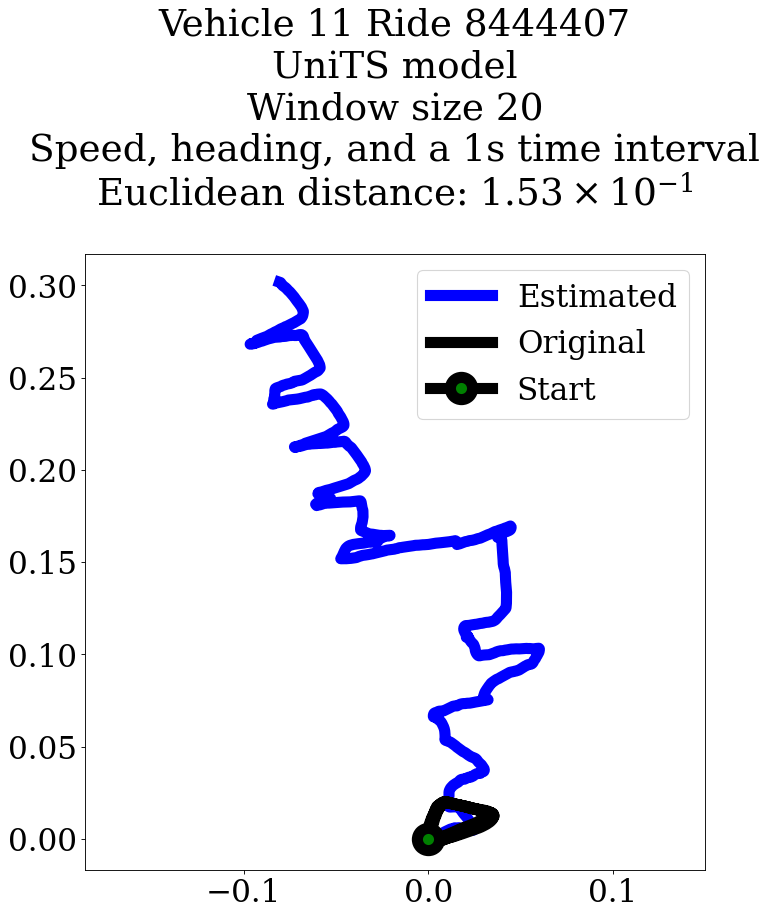 Vehicle 11 Ride 8444407
UniTS model
Window size 20
Speed, heading, and a 1s time interval
Euclidean distance: 1.53 × 10⁻¹
0.30
0.25
0.20
0.15
0.10
0.05
0.00
Estimated
Original
Start
−0.1 0.0 0.1